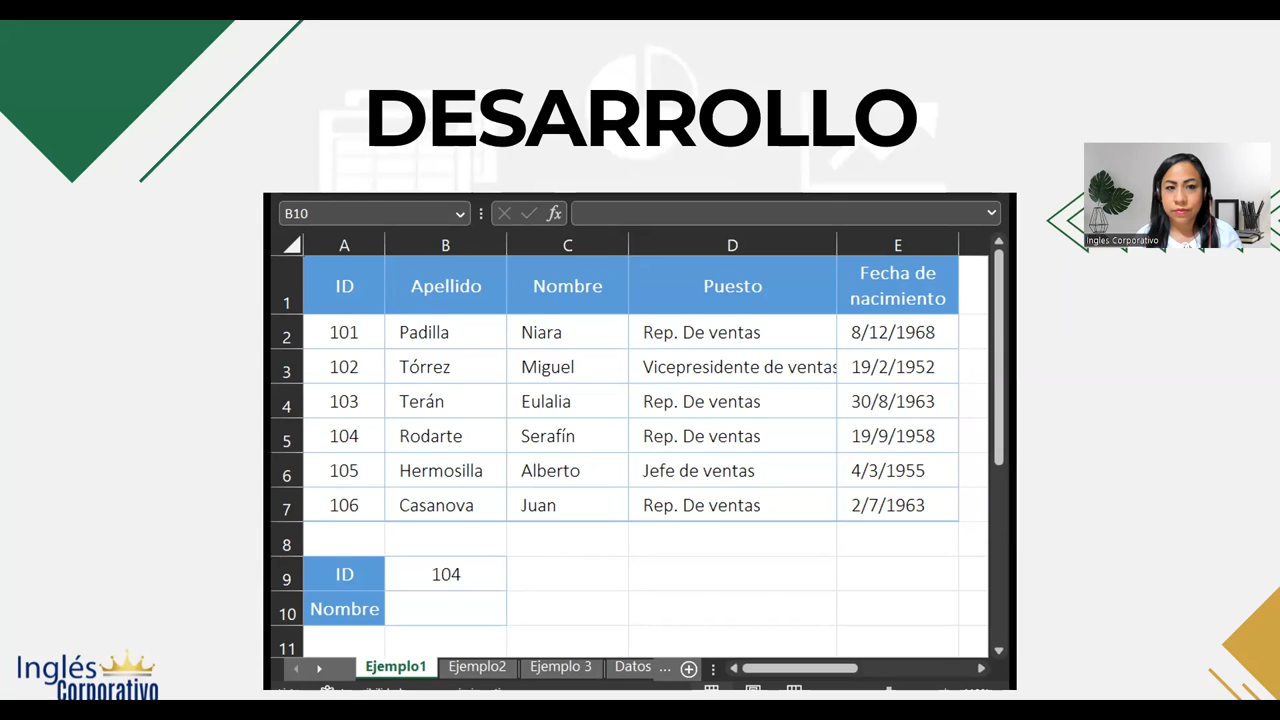 DESARROLLO
Ingles Corporativo
B10 fx
A B C D E
1 ID Apellido Nombre Puesto Fecha de nacimiento
2 101 Padilla Niara Rep. De ventas 8/12/1968
3 102 Tórrez Miguel Vicepresidente de ventas 19/2/1952
4 103 Terán Eulalia Rep. De ventas 30/8/1963
5 104 Rodarte Serafín Rep. De ventas 19/9/1958
6 105 Hermosilla Alberto Jefe de ventas 4/3/1955
7 106 Casanova Juan Rep. De ventas 2/7/1963
8
9 ID 104
10 Nombre
11
Ejemplo1 Ejemplo2 Ejemplo 3 Datos ...
Inglés
Corporativo